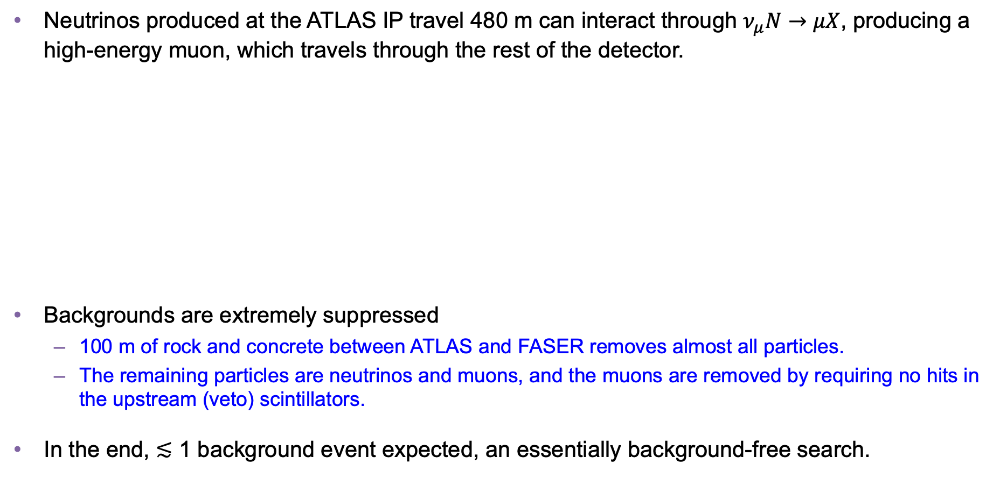 • Neutrinos produced at the ATLAS IP travel 480 m can interact through 𝜈𝜇𝑁 → 𝜇𝑋, producing a
high-energy muon, which travels through the rest of the detector.
• Backgrounds are extremely suppressed
– 100 m of rock and concrete between ATLAS and FASER removes almost all particles.
– The remaining particles are neutrinos and muons, and the muons are removed by requiring no hits in
the upstream (veto) scintillators.
• In the end, ≲ 1 background event expected, an essentially background-free search.